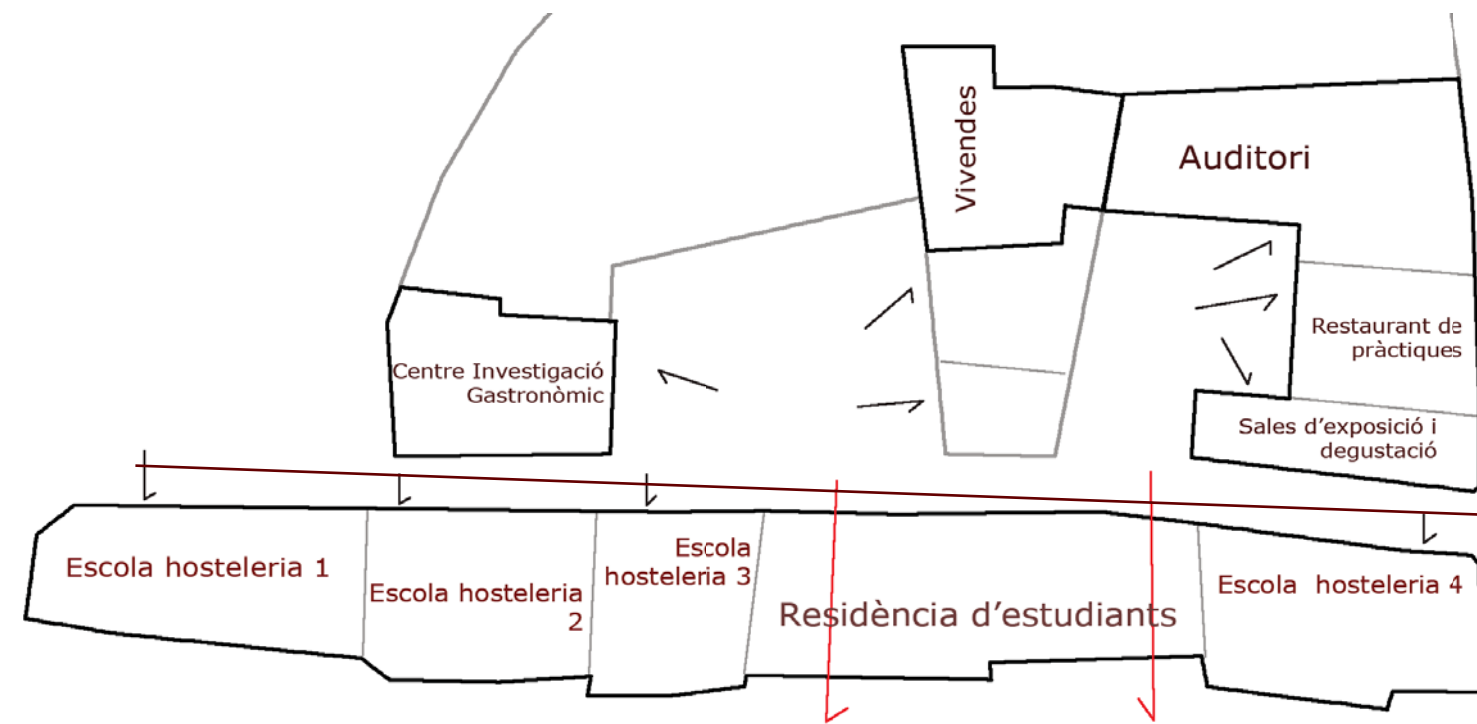 Vivendes
Auditori
Restaurant de
pràctiques
Centre Investigació
Gastronòmic
Sales d'exposició i
degustació
Escola hosteleria 1
Escola hosteleria
2
Escola
hosteleria 3
Residència d'estudiants
Escola hosteleria 4